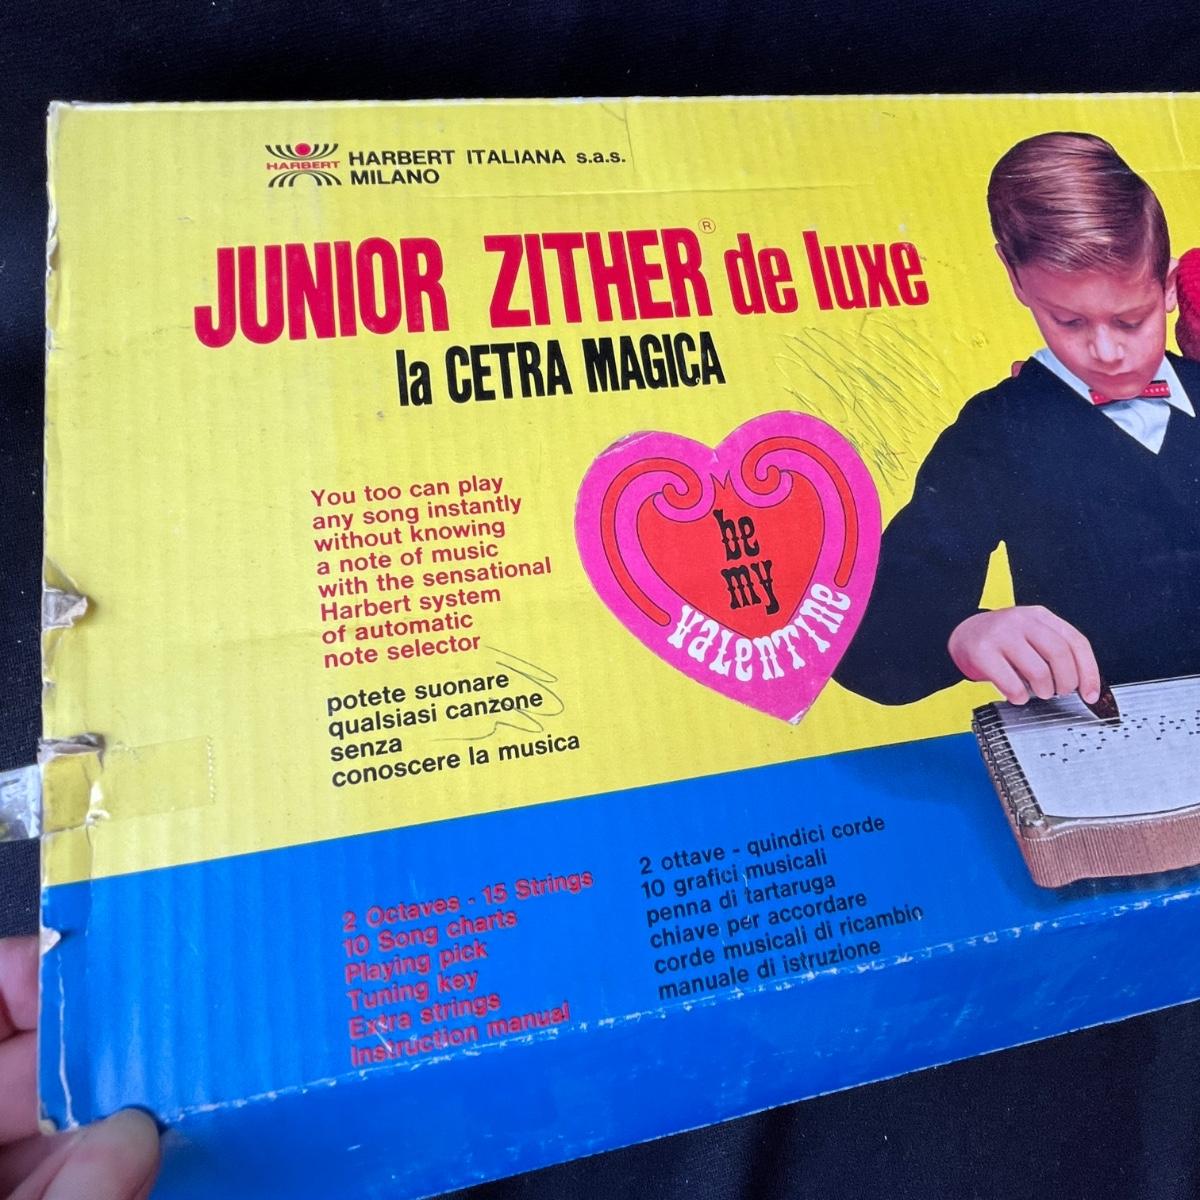 HARBERT
HARBERT ITALIANA s.a.s.
MILANO
JUNIOR ZITHER® de luxe
la CETRA MAGICA
You too can play
any song instantly
without knowing
a note of music
with the sensational
Harbert system
of automatic
note selector
potete suonare
qualsiasi canzone
senza
conoscere la musica
be
my
valentine
2 Octaves - 15 Strings
10 Song charts
Playing pick
Tuning key
Extra strings
Instruction manual
2 ottave - quindici corde
10 grafici musicali
penna di tartaruga
chiave per accordare
corde musicali di ricambio
manuale di istruzione